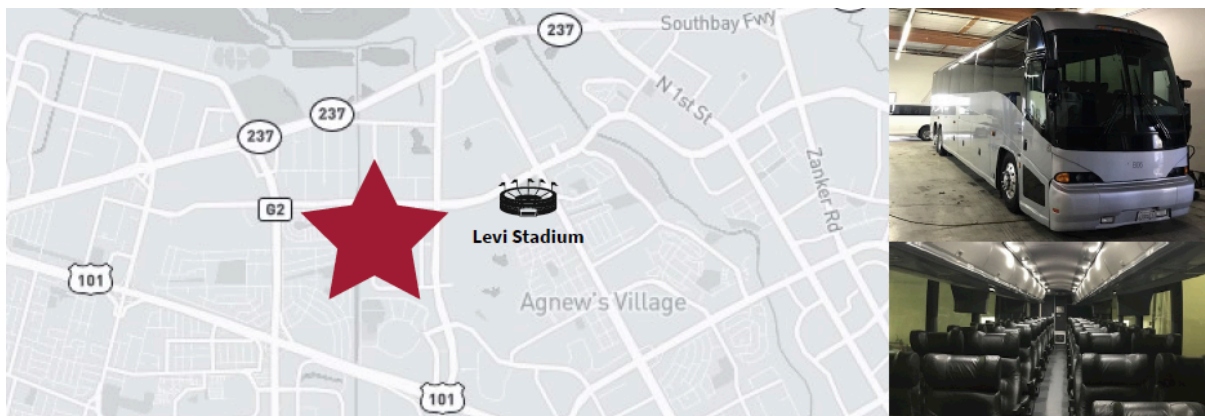 Southbay Fwy
237
237
237
N 1st St
Zanker Rd
G2
Levi Stadium
101
Agnew's Village
101